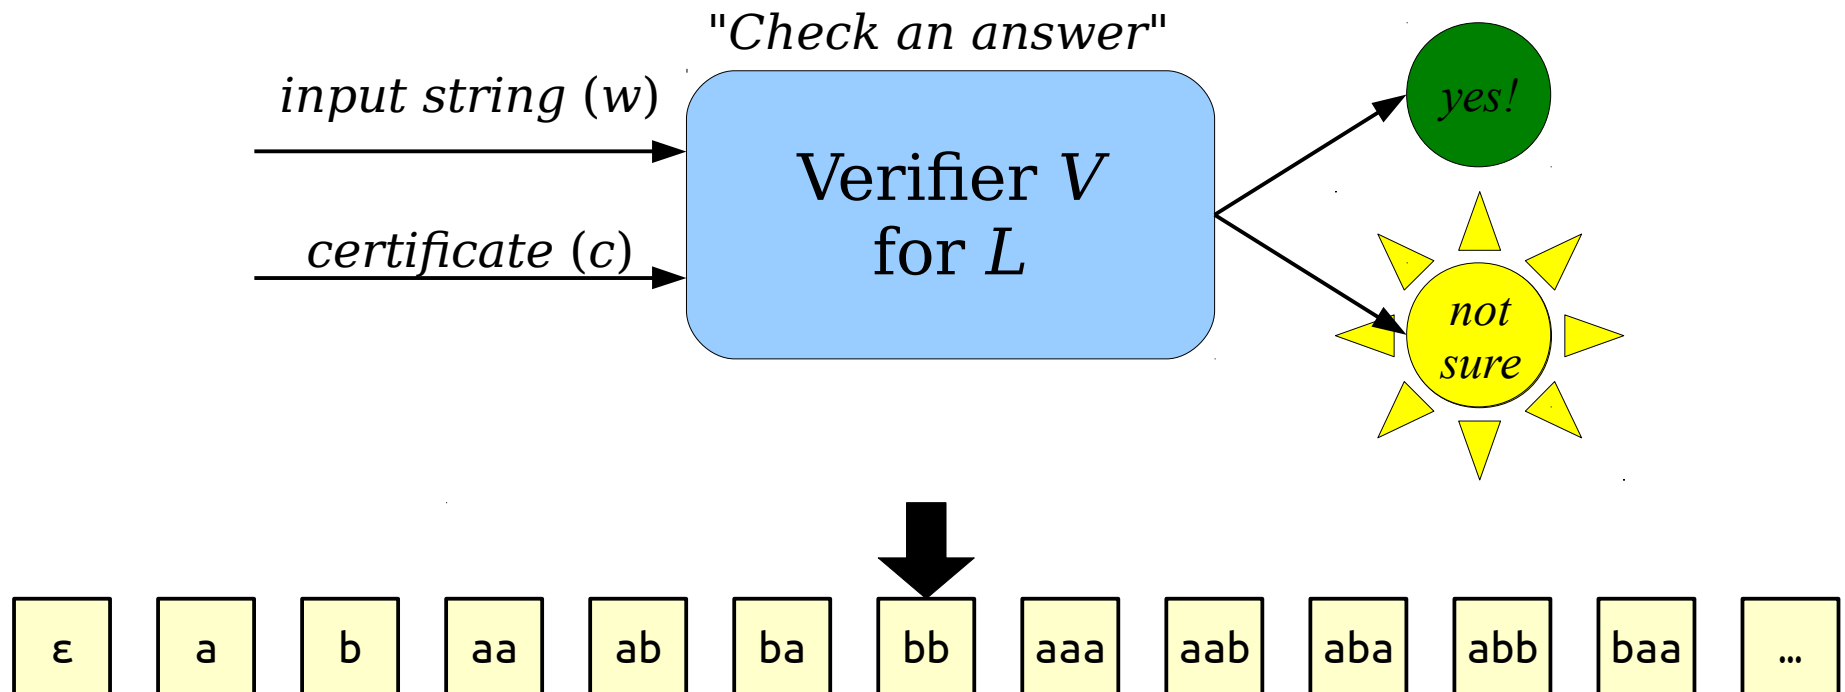 "Check an answer"
input string (w)
certificate (c)
Verifier V
for L
yes!
not
sure
ε a b aa ab ba bb aaa aab aba abb baa …